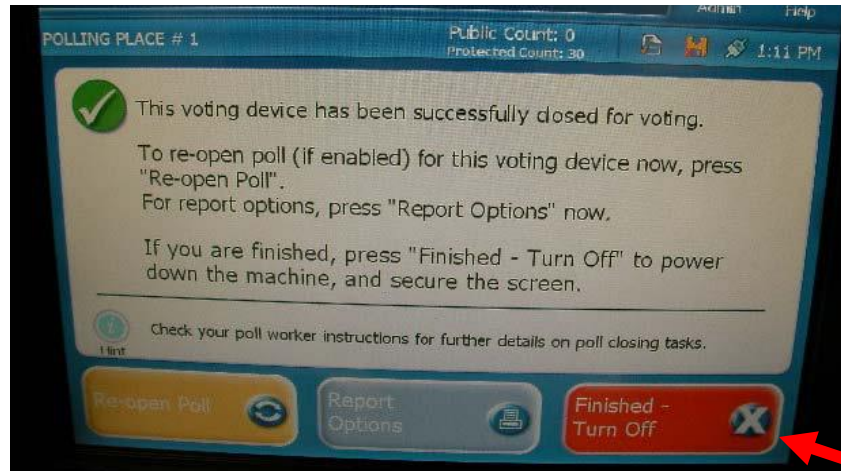 Admin Help
POLLING PLACE # 1
Public Count: 0
Protected Count: 30
1:11 PM
This voting device has been successfully closed for voting.
To re-open poll (if enabled) for this voting device now, press
"Re-open Poll".
For report options, press "Report Options" now.
If you are finished, press "Finished - Turn Off" to power
down the machine, and secure the screen.
Hint
Check your poll worker instructions for further details on poll closing tasks.
Re-open Poll
Report
Options
Finished -
Turn Off